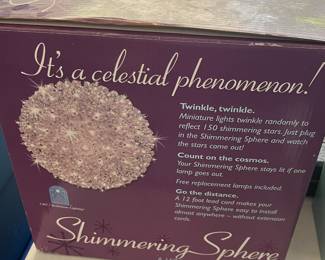 It's a celestial phenomenon!
Twinkle, twinkle.
Miniature lights twinkle randomly to
reflect 150 shimmering stars. Just plug
in the Shimmering Sphere and watch
the stars come out!
Count on the cosmos.
Your Shimmering Sphere stays lit if one
lamp goes out.
Free replacement lamps included.
Go the distance.
A 12 foot lead cord makes your
Shimmering Sphere easy to install
almost anywhere – without extension
cords.
Shimmering Sphere